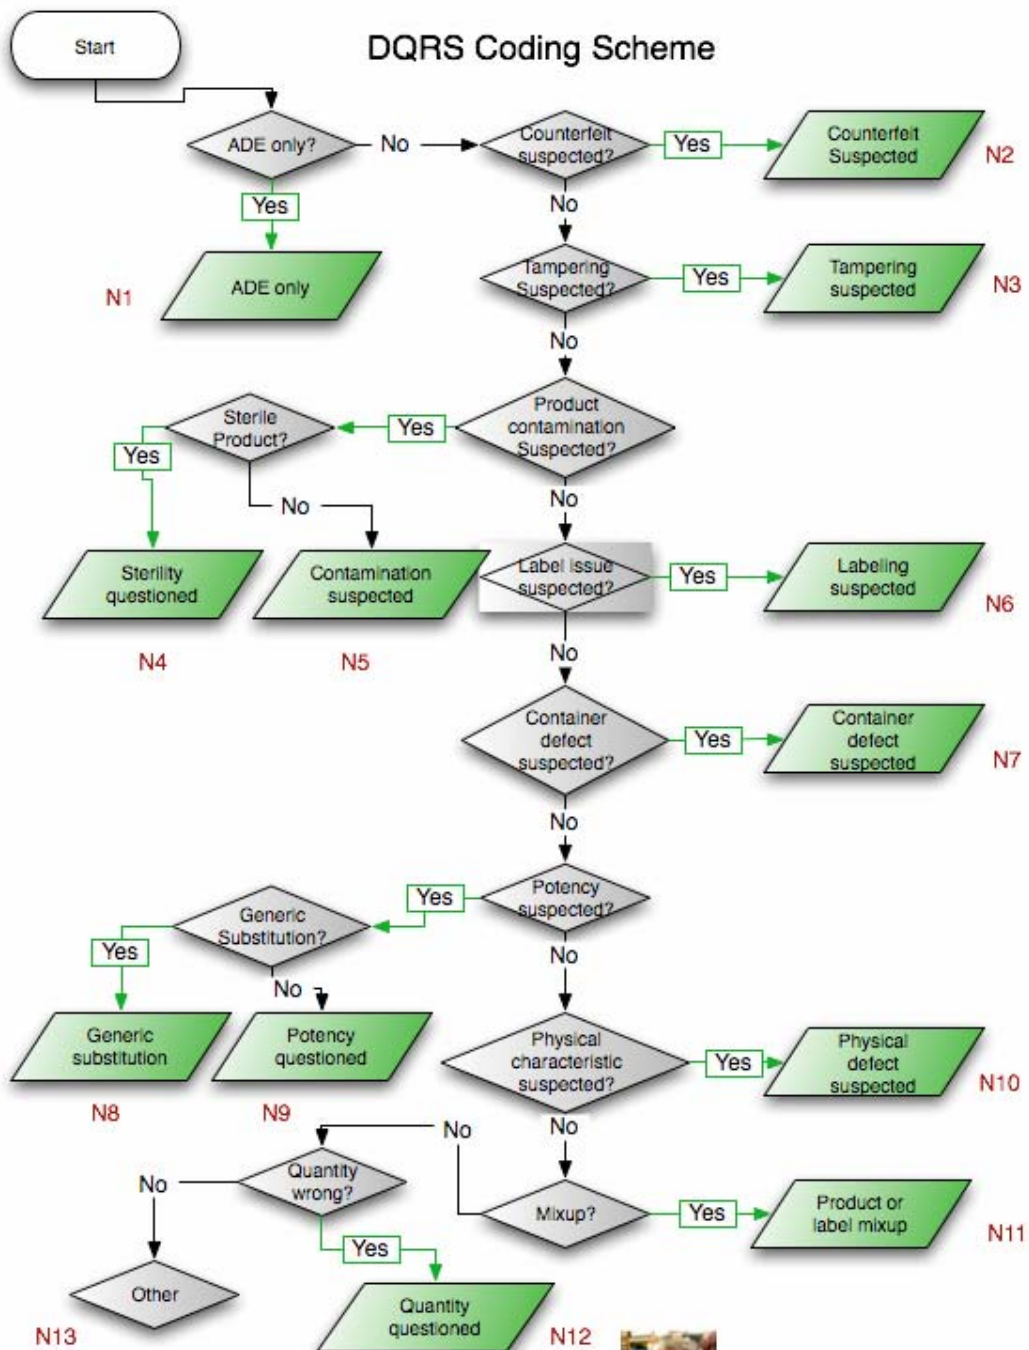 Start
DQRS Coding Scheme
ADE only?
No
Counterfeit
suspected?
Yes
Counterfeit
Suspected
N2
Yes
No
ADE only
N1
Tampering
Suspected?
Yes
Tampering
suspected
N3
No
Product
contamination
Suspected?
Yes
Sterile
Product?
Yes
No
No
Sterility
questioned
N4
Contamination
suspected
N5
Label issue
suspected?
Yes
Labeling
suspected
N6
No
Container
defect
suspected?
Yes
Container
defect
suspected
N7
No
Potency
suspected?
Yes
Generic
Substitution?
Yes
No
No
Generic
substitution
N8
Potency
questioned
N9
Physical
characteristic
suspected?
Yes
Physical
defect
suspected
N10
No
Mixup?
Yes
Product or
label mixup
N11
No
Quantity
wrong?
No
Yes
Other
N13
Quantity
questioned
N12